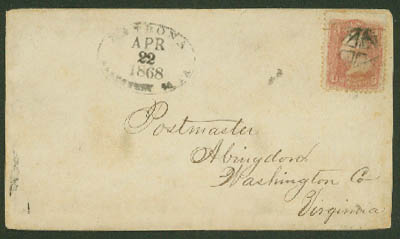 APR
22
1868
Postmaster
Abingdon
Washington Co
Virginia